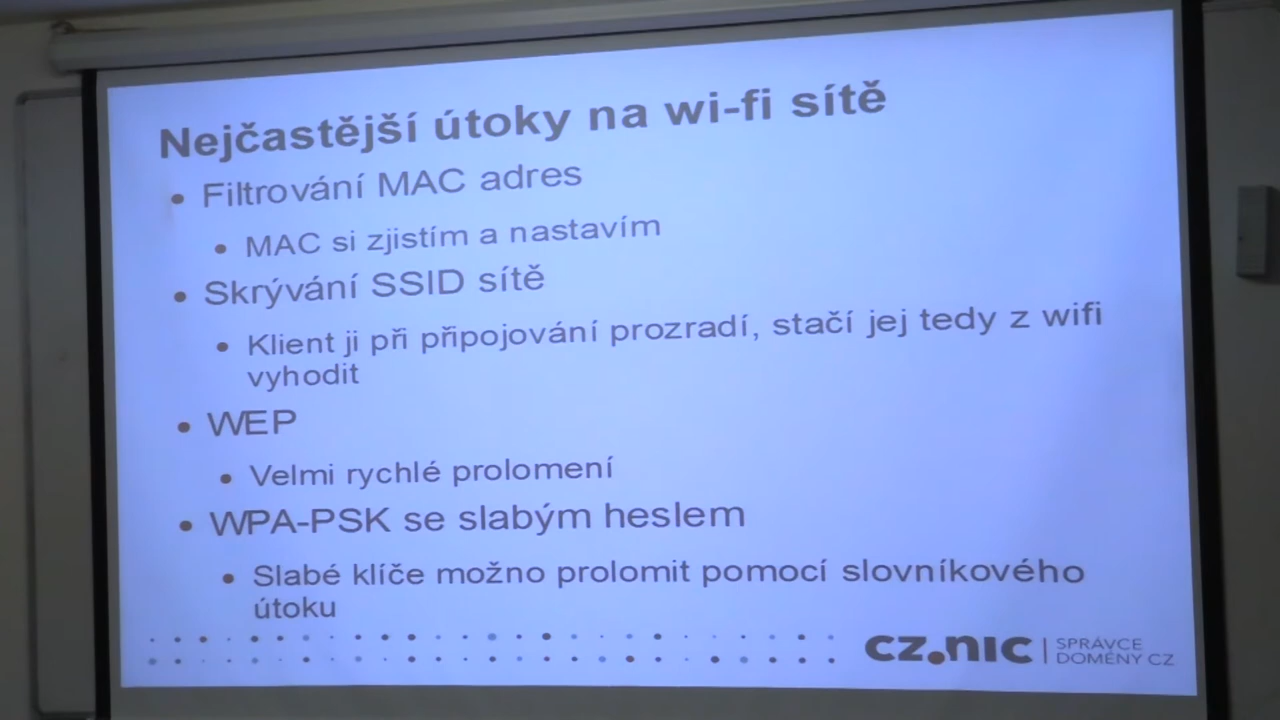 Nejčastější útoky na wi-fi sítě
• Filtrování MAC adres
• MAC si zjistím a nastavím
• Skrývání SSID sítě
• Klient ji při připojování prozradí, stačí jej tedy z wifi
vyhodit
• WEP
• Velmi rychlé prolomení
• WPA-PSK se slabým heslem
• Slabé klíče možno prolomit pomocí slovníkového
útoku
CZ.NIC | SPRÁVCE
DOMÉNY CZ